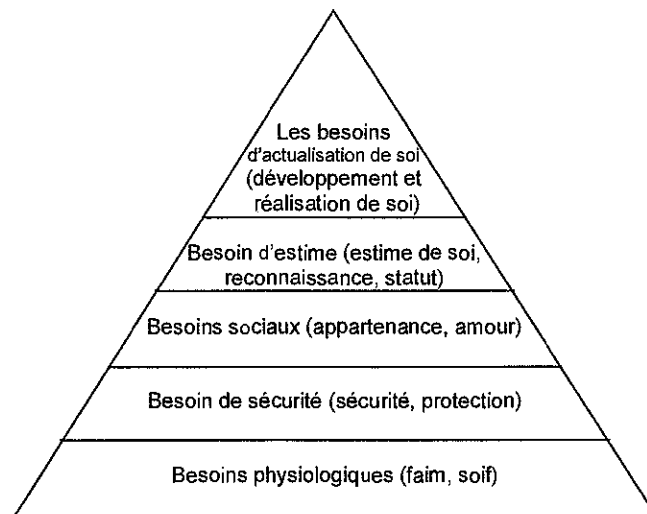 Les besoins
d'actualisation de soi
(développement et
réalisation de soi)
Besoin d'estime (estime de soi,
reconnaissance, statut)
Besoins sociaux (appartenance, amour)
Besoin de sécurité (sécurité, protection)
Besoins physiologiques (faim, soif)